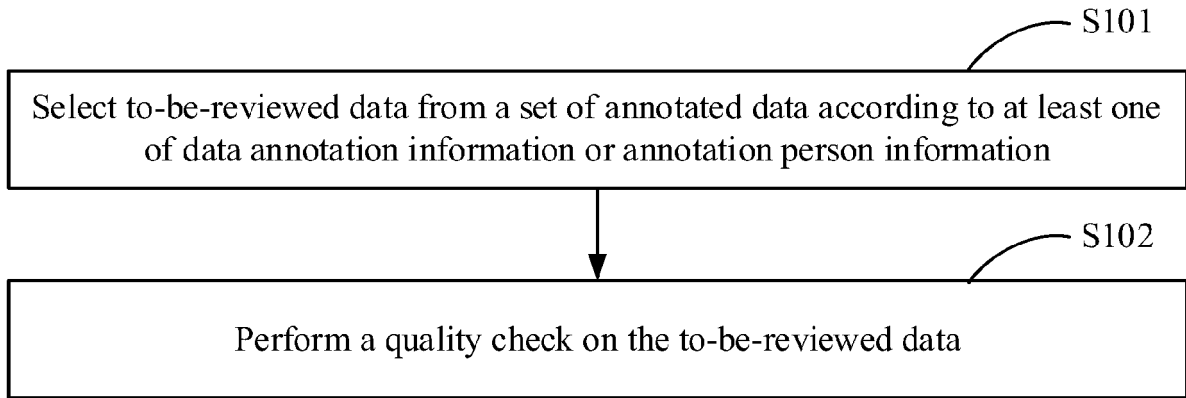 S101
Select to-be-reviewed data from a set of annotated data according to at least one
of data annotation information or annotation person information
S102
Perform a quality check on the to-be-reviewed data